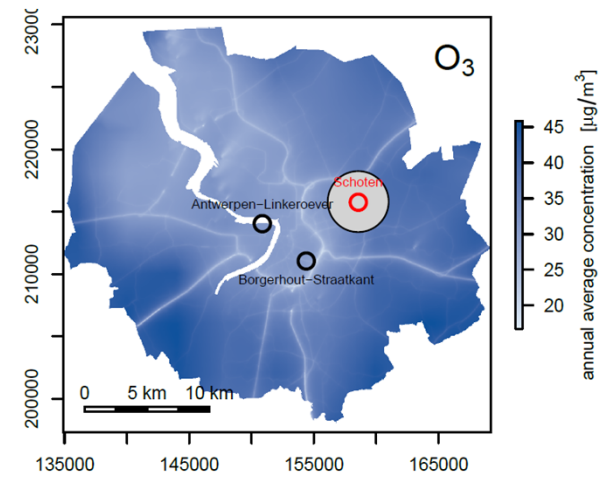 O3
Schoten
Antwerpen−Linkeroever
Borgerhout−Straatkant
0 5 km 10 km
135000 145000 155000 165000
200000
210000
220000
45
40
35
30
25
20
annual average concentration [µg/m³]